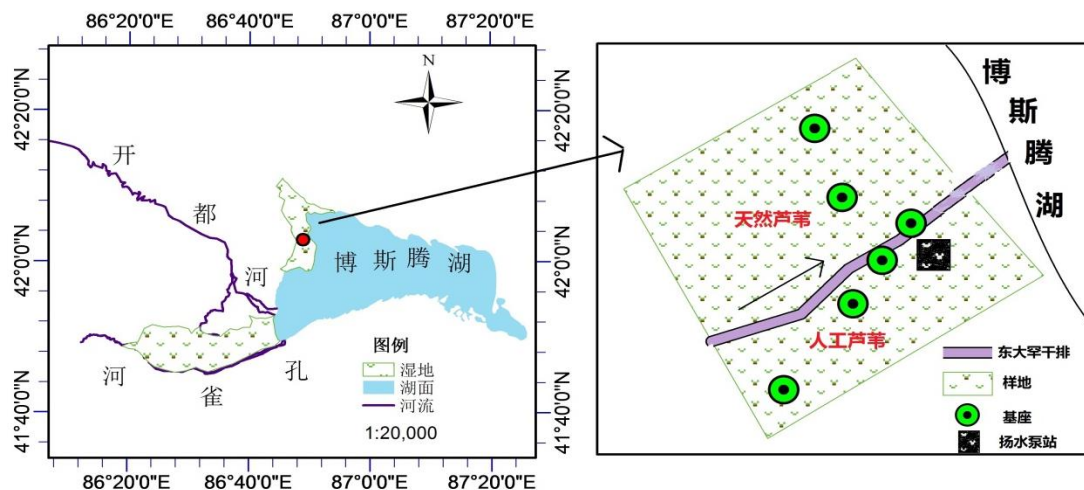 86°20'0"E 86°40'0"E 87°0'0"E 87°20'0"E
42°20'0"N
42°0'0"N
41°40'0"N
N
开都河
博斯腾湖
孔雀河
图例
湿地
湖面
河流
1:20,000
42°20'0"N
42°0'0"N
41°40'0"N
86°20'0"E 86°40'0"E 87°0'0"E 87°20'0"E
博斯腾湖
天然芦苇
人工芦苇
东大罕干排
样地
基座
扬水泵站